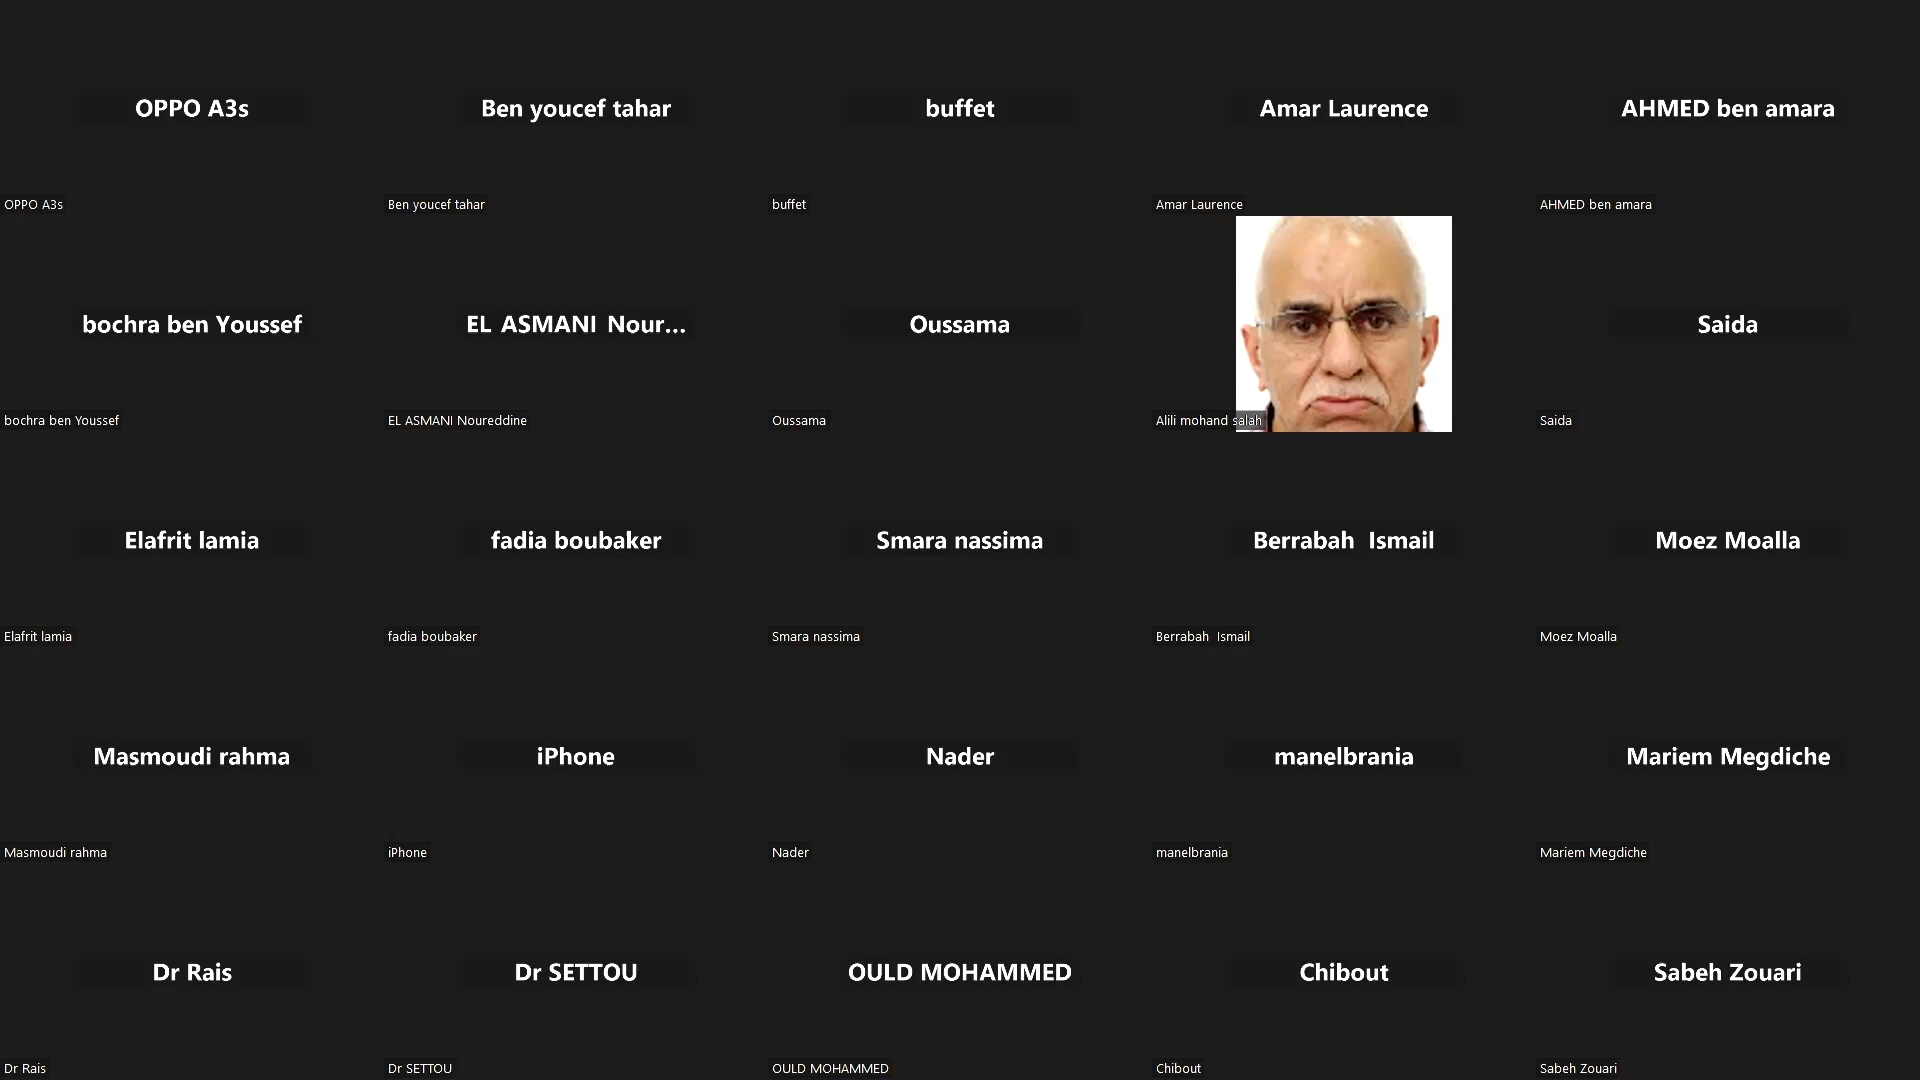 OPPO A3s
Ben youcef tahar
buffet
Amar Laurence
AHMED ben amara
OPPO A3s
Ben youcef tahar
buffet
Amar Laurence
AHMED ben amara
bochra ben Youssef
EL ASMANI Nour...
Oussama
Saida
bochra ben Youssef
EL ASMANI Noureddine
Oussama
Alili mohand salah
Saida
Elafrit lamia
fadia boubaker
Smara nassima
Berrabah  Ismail
Moez Moalla
Elafrit lamia
fadia boubaker
Smara nassima
Berrabah  Ismail
Moez Moalla
Masmoudi rahma
iPhone
Nader
manelbrania
Mariem Megdiche
Masmoudi rahma
iPhone
Nader
manelbrania
Mariem Megdiche
Dr Rais
Dr SETTOU
OULD MOHAMMED
Chibout
Sabeh Zouari
Dr Rais
Dr SETTOU
OULD MOHAMMED
Chibout
Sabeh Zouari